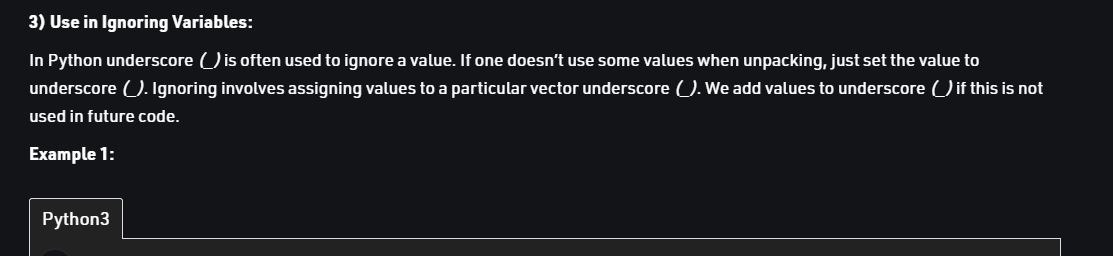 3) Use in Ignoring Variables:
In Python underscore (_) is often used to ignore a value. If one doesn't use some values when unpacking, just set the value to
underscore (_). Ignoring involves assigning values to a particular vector underscore (_). We add values to underscore (_) if this is not
used in future code.
Example 1:
Python3